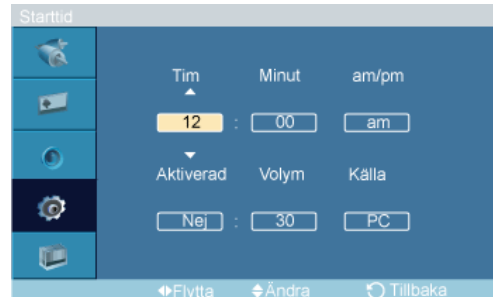 Starttid
Tim Minut am/pm
12 : 00 am
Aktiverad Volym Källa
Nej : 30 PC
Flytta Ändra Tillbaka